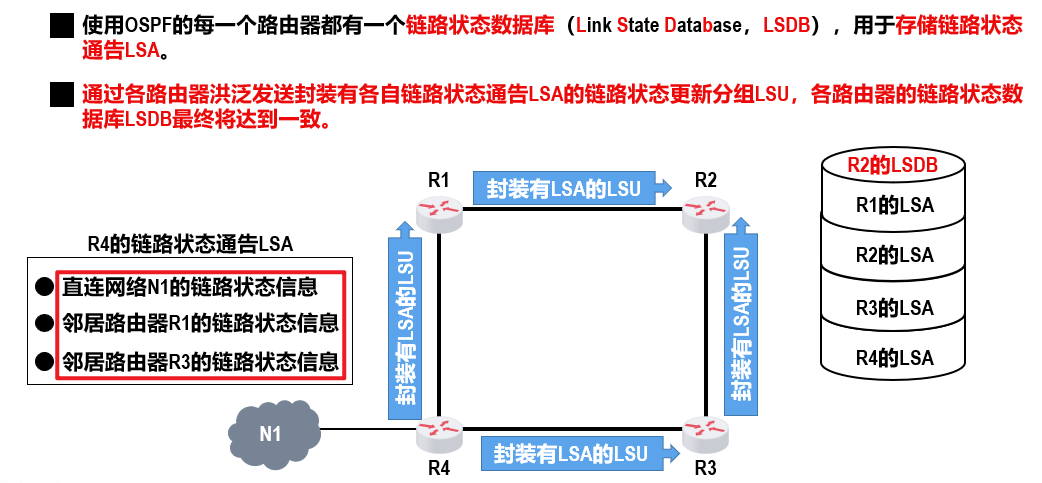 使用OSPF的每一个路由器都有一个链路状态数据库（Link State Database，LSDB），用于存储链路状态
通告LSA。
通过各路由器洪泛发送封装有各自链路状态通告LSA的链路状态更新分组LSU，各路由器的链路状态数
据库LSDB最终将达到一致。
R1
封装有LSA的LSU
R2
R2的LSDB
R1的LSA
R2的LSA
R3的LSA
R4的LSA
R4的链路状态通告LSA
直连网络N1的链路状态信息
邻居路由器R1的链路状态信息
邻居路由器R3的链路状态信息
封装有LSA的LSU
封装有LSA的LSU
N1
R4
封装有LSA的LSU
R3